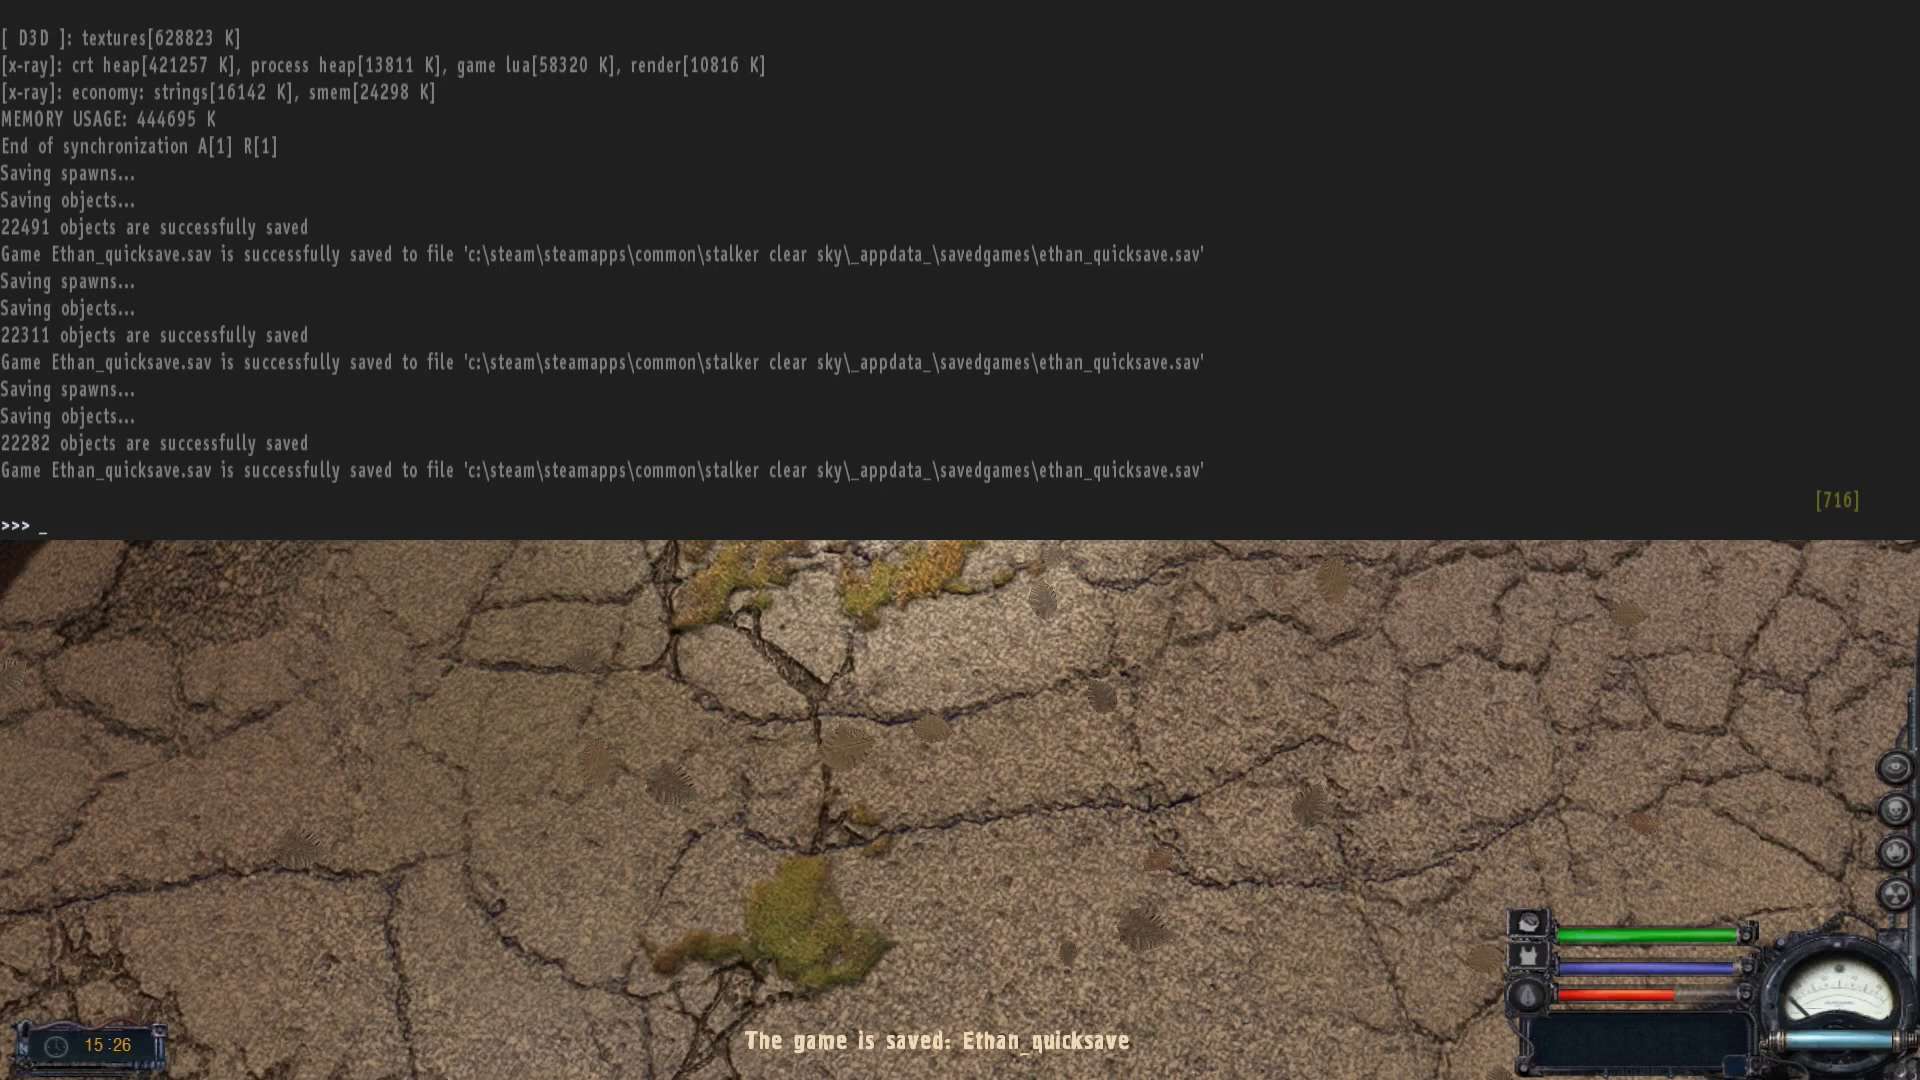 [ D3D ]: textures[628823 K]
[x-ray]: crt heap[421257 K], process heap[13811 K], game lua[58320 K], render[10816 K]
[x-ray]: economy: strings[16142 K], smem[24298 K]
MEMORY USAGE: 444695 K
End of synchronization A[1] R[1]
Saving spawns...
Saving objects...
22491 objects are successfully saved
Game Ethan_quicksave.sav is successfully saved to file 'c:\steam\steamapps\common\stalker clear sky\_appdata_\savedgames\ethan_quicksave.sav'
Saving spawns...
Saving objects...
22311 objects are successfully saved
Game Ethan_quicksave.sav is successfully saved to file 'c:\steam\steamapps\common\stalker clear sky\_appdata_\savedgames\ethan_quicksave.sav'
Saving spawns...
Saving objects...
22282 objects are successfully saved
Game Ethan_quicksave.sav is successfully saved to file 'c:\steam\steamapps\common\stalker clear sky\_appdata_\savedgames\ethan_quicksave.sav'
[716]
>>> _
The game is saved: Ethan_quicksave
15:26